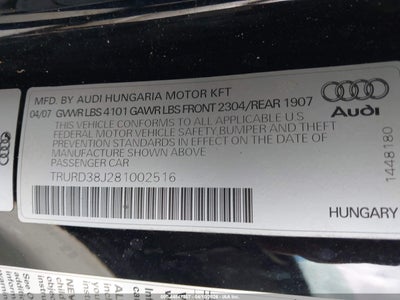 MFD. BY AUDI HUNGARIA MOTOR KFT
04/07 GVWR LBS 4101 GAWR LBS FRONT 2304/REAR 1907
THIS VEHICLE CONFORMS TO ALL APPLICABLE
FEDERAL MOTOR VEHICLE SAFETY, BUMPER AND THEFT
PREVENTION STANDARDS IN EFFECT ON THE DATE OF
MANUFACTURE SHOWN ABOVE
PASSENGER CAR
TRURD38J281002516
Audi
1448180
HUNGARY